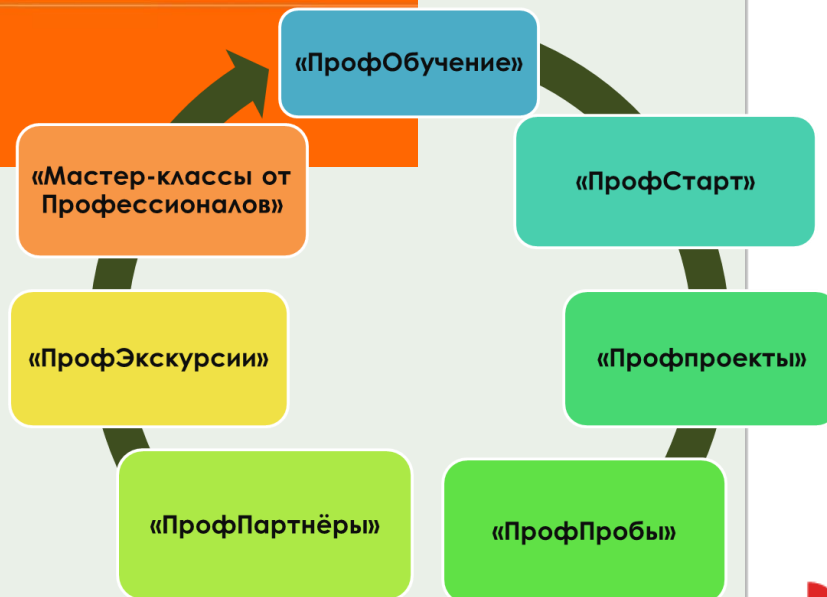 «ПрофОбучение»
«ПрофСтарт»
«Профпроекты»
«ПрофПробы»
«ПрофПартнёры»
«ПрофЭкскурсии»
«Мастер-классы от
Профессионалов»